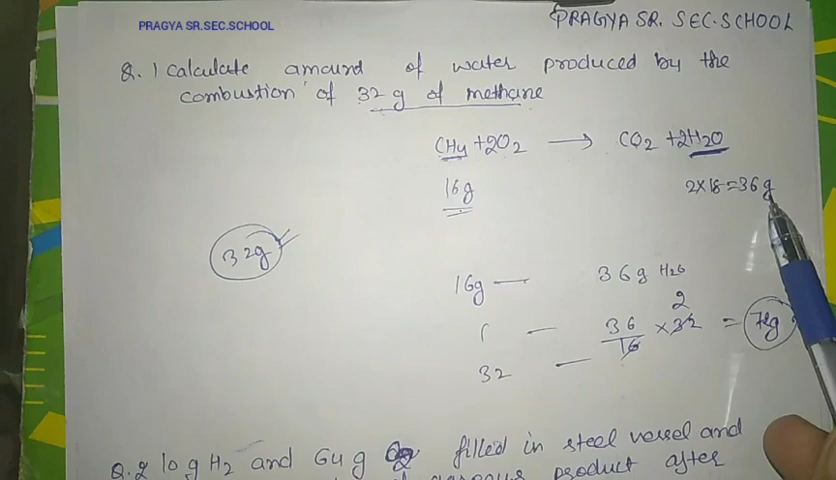 PRAGYA SR.SEC.SCHOOL
PRAGYA SR. SEC.SCHOOL
Q. 1 Calculate amound of water produced by the
combustion of 32 g of methane
CH4 + 2O2 → CO2 + 2H2O
16g
2×18=36g
32g
16g — 36g H2O
1 — 36/16 × 32 2 = 72g
32 —
Q. 2 10 g H2 and 64 g filled in steel vessel and
product after